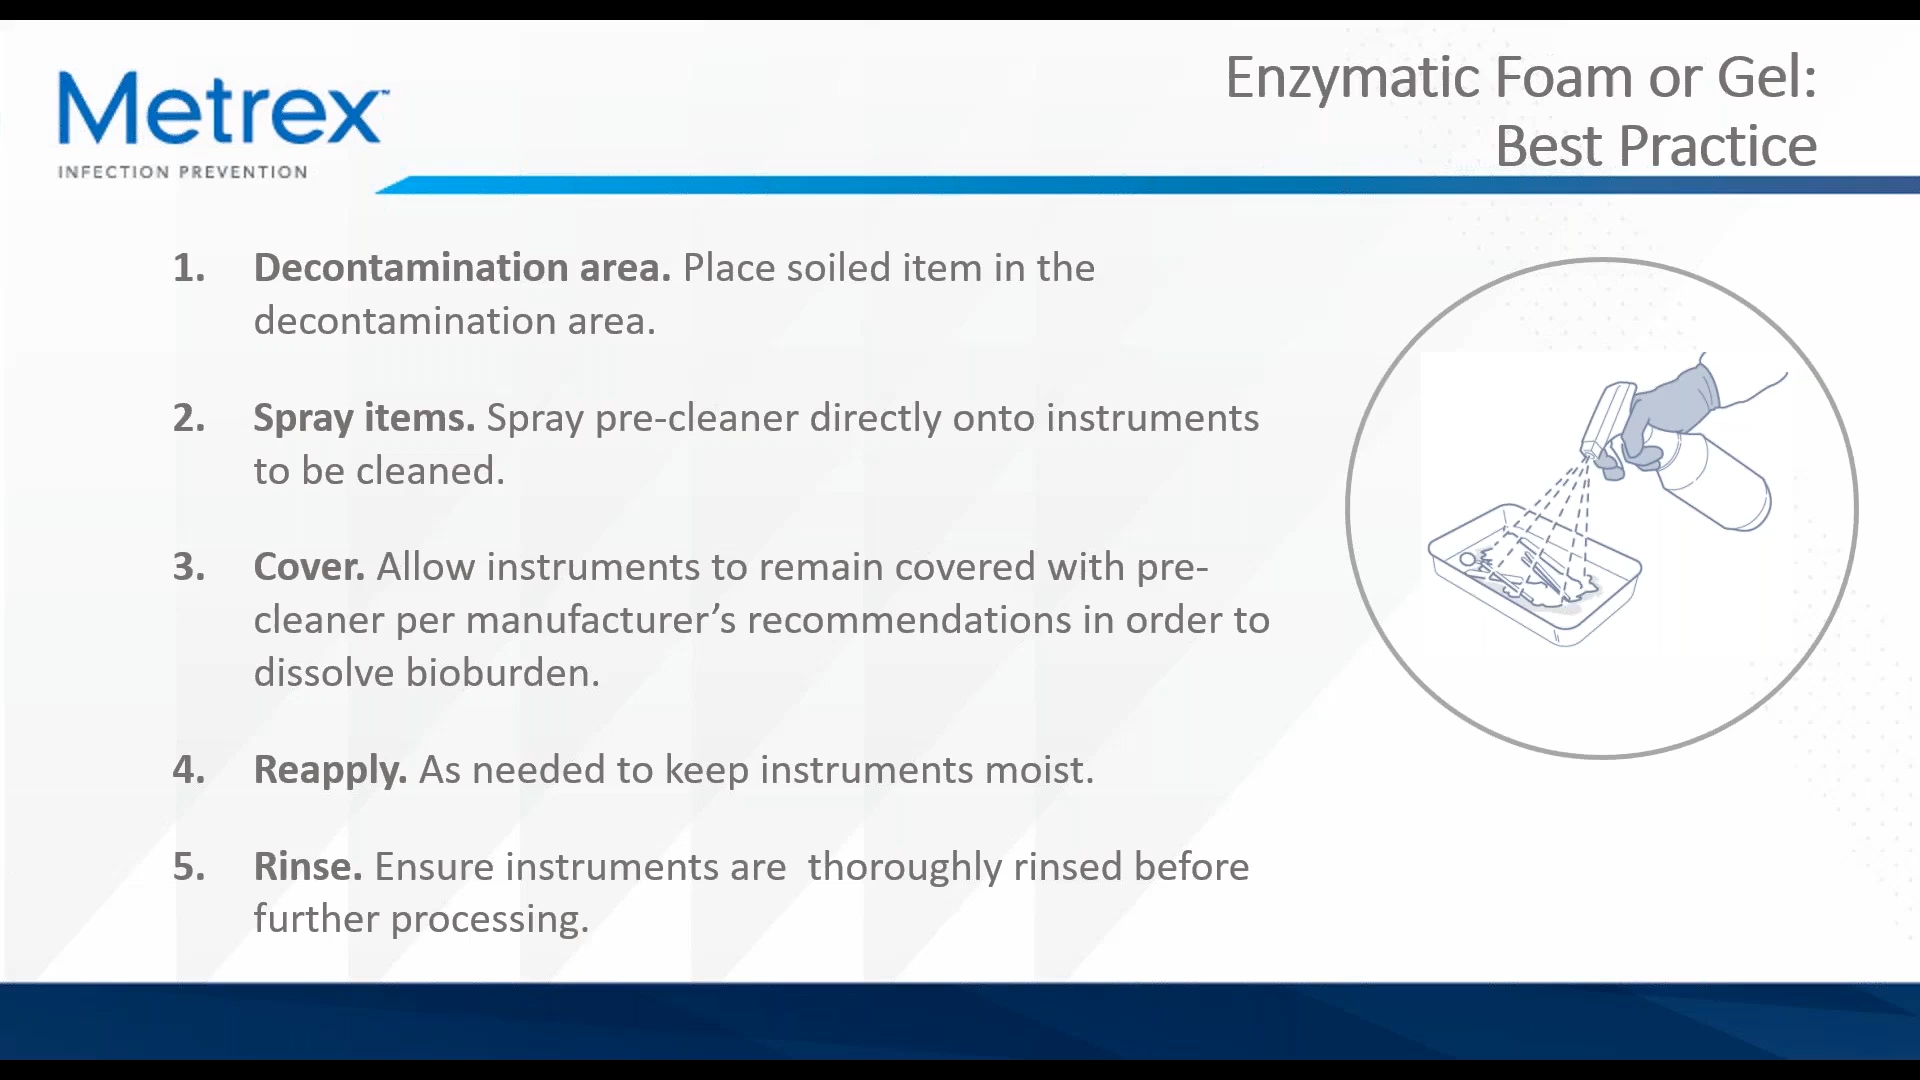 Metrex™
INFECTION PREVENTION
Enzymatic Foam or Gel:
Best Practice
1. Decontamination area. Place soiled item in the
decontamination area.
2. Spray items. Spray pre-cleaner directly onto instruments
to be cleaned.
3. Cover. Allow instruments to remain covered with pre-
cleaner per manufacturer’s recommendations in order to
dissolve bioburden.
4. Reapply. As needed to keep instruments moist.
5. Rinse. Ensure instruments are  thoroughly rinsed before
further processing.